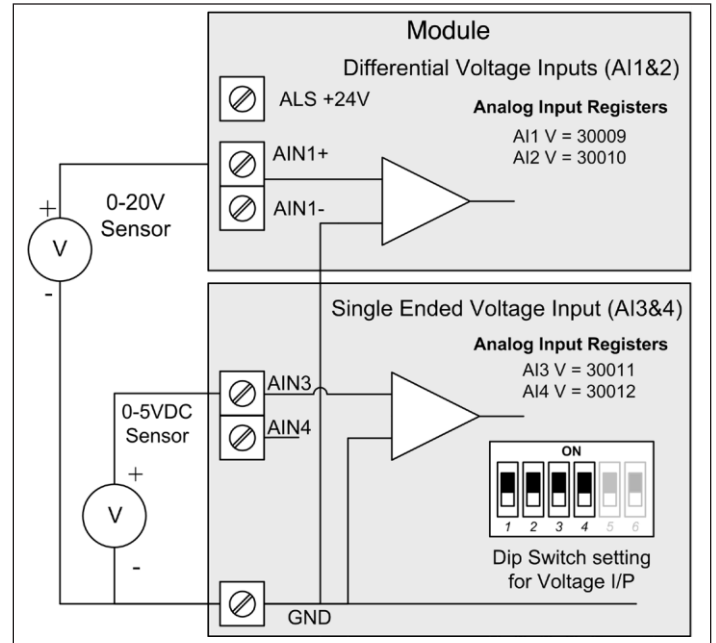 Module
Differential Voltage Inputs (AI1&2)
ALS +24V
Analog Input Registers
AI1 V = 30009
AI2 V = 30010
AIN1+
AIN1-
+
0-20V
Sensor
V
-
Single Ended Voltage Input (AI3&4)
Analog Input Registers
AI3 V = 30011
AI4 V = 30012
AIN3
AIN4
0-5VDC
Sensor
+
V
-
ON
1 2 3 4 5 6
Dip Switch setting
for Voltage I/P
GND